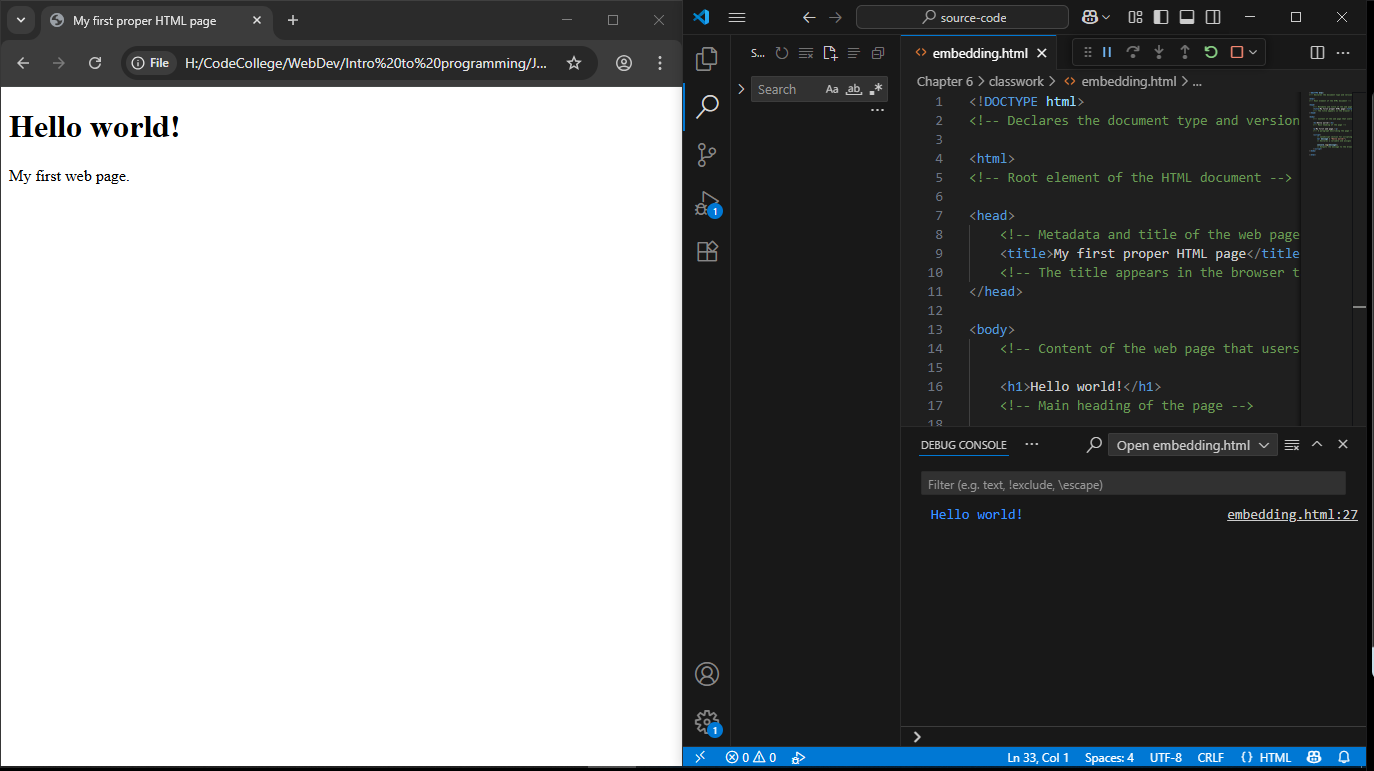 My first proper HTML page
File
H:/CodeCollege/WebDev/Intro%20to%20programming/J...
Hello world!
My first web page.
source-code
S...
Search
Aa
ab
embedding.html
Chapter 6 > classwork > embedding.html > ...
1 <!DOCTYPE html>
2 <!-- Declares the document type and version
3
4 <html>
5 <!-- Root element of the HTML document -->
6
7 <head>
8 <!-- Metadata and title of the web page
9 <title>My first proper HTML page</title
10 <!-- The title appears in the browser t
11 </head>
12
13 <body>
14 <!-- Content of the web page that users
15
16 <h1>Hello world!</h1>
17 <!-- Main heading of the page -->
18
DEBUG CONSOLE
Open embedding.html
Filter (e.g. text, !exclude, \escape)
Hello world! embedding.html:27
1
1
0 0
Ln 33, Col 1 Spaces: 4 UTF-8 CRLF {} HTML